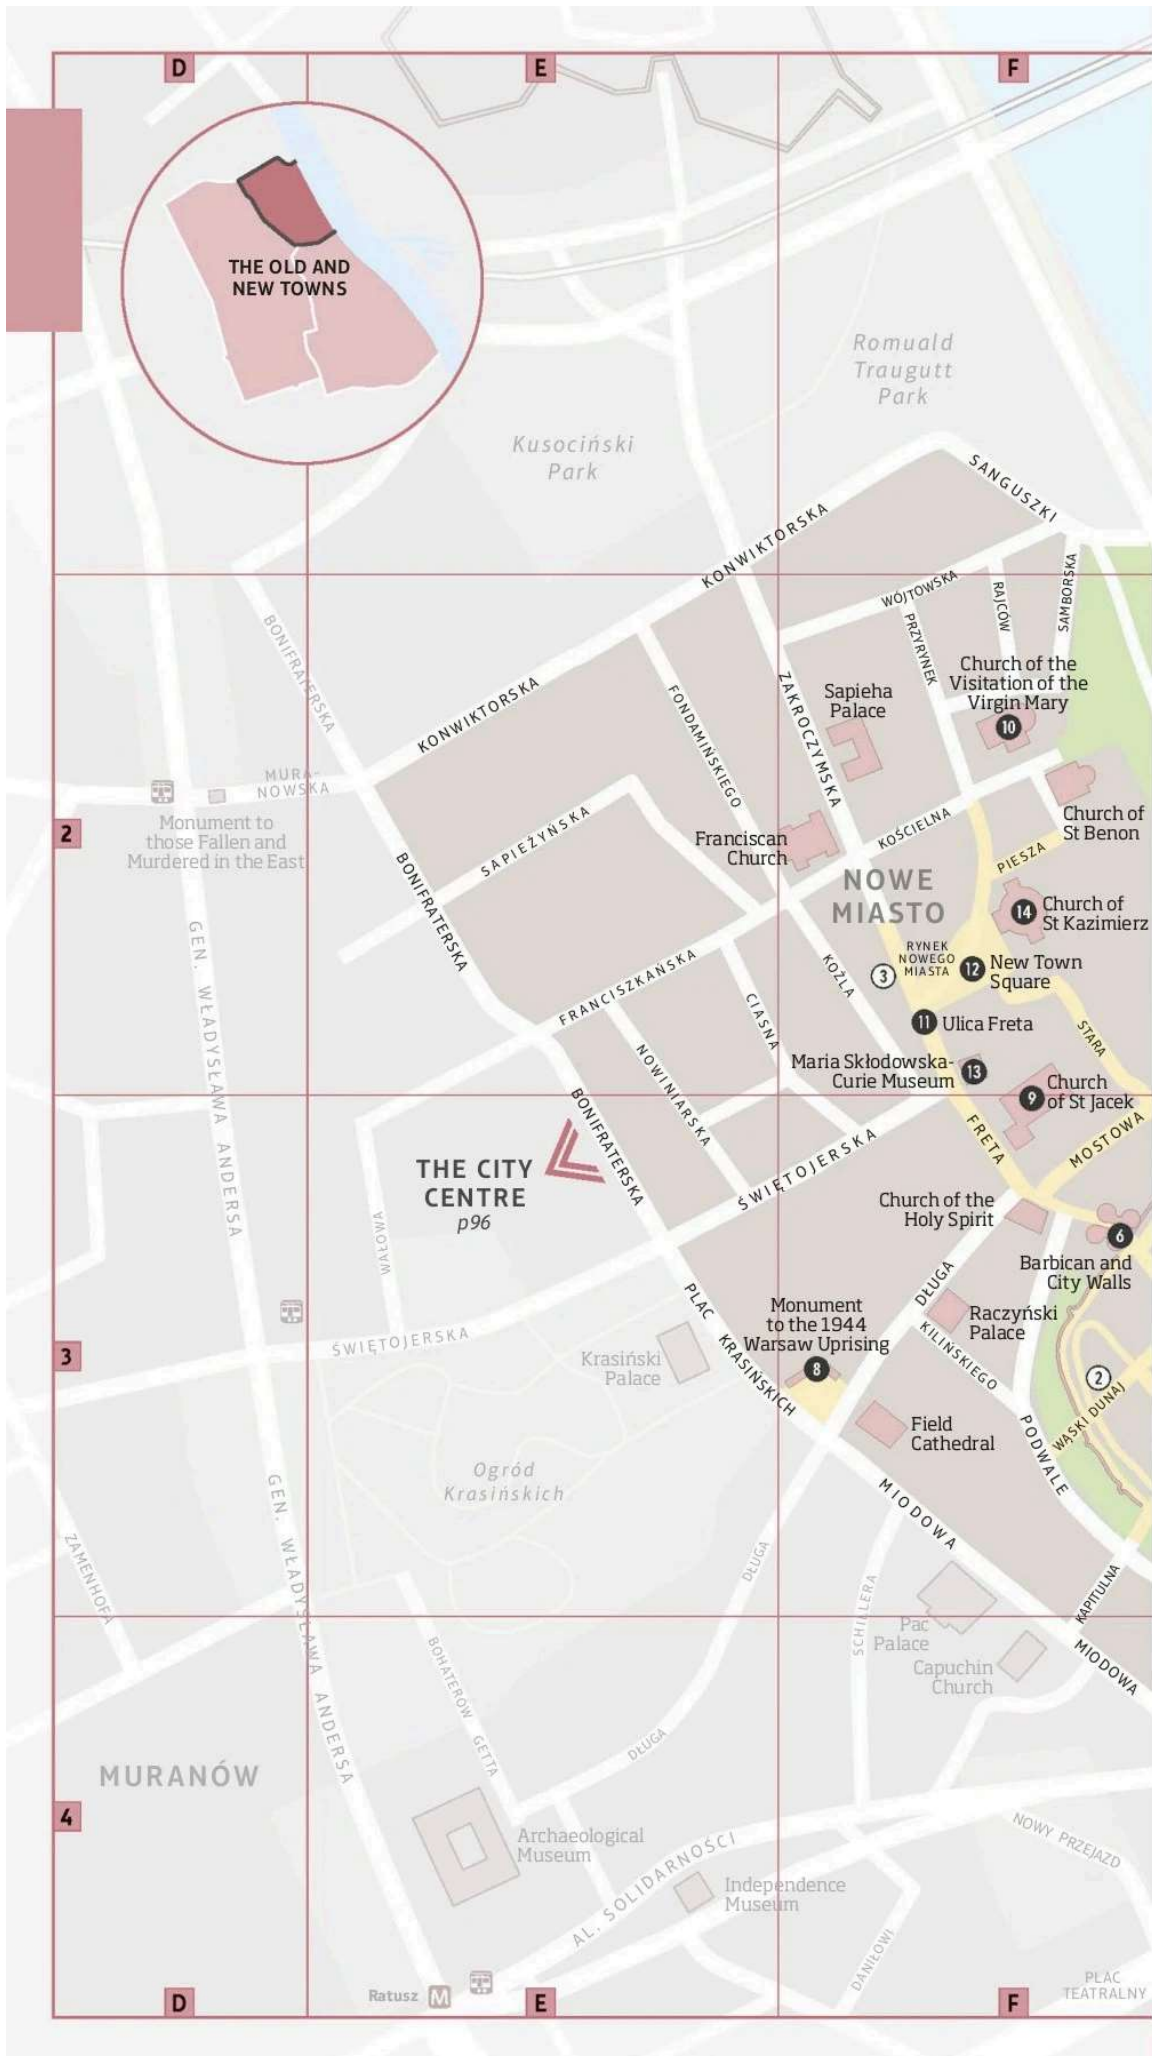 D
E
F
THE OLD AND
NEW TOWNS
Romuald
Traugutt
Park
Kusociński
Park
SANGUSZKI
KONWIKTORSKA
WÓJTOWSKA
RAJCÓW
SAMBORSKA
PRZYRYNEK
BONIFRATERSKA
Church of the
Visitation of the
Virgin Mary
10
Sapieha
Palace
ZAKROCZYMSKA
FONDAMIŃSKIEGO
KONWIKTORSKA
MURA-
NOWSKA
2
Monument to
those Fallen and
Murdered in the East
SAPIEŻYŃSKA
Franciscan
Church
KOŚCIELNA
Church of
St Benon
PIESZA
BONIFRATERSKA
NOWE
MIASTO
14
Church of
St Kazimierz
GEN. WŁADYSŁAWA ANDERSA
FRANCISZKAŃSKA
KOŹLA
RYNEK
NOWEGO
MIASTA
3
12
New Town
Square
CIASNA
11
Ulica Freta
STARA
NOWINIARSKA
Maria Skłodowska-
Curie Museum
13
9
Church
of St Jacek
BONIFRATERSKA
FRETA
MOSTOWA
THE CITY
CENTRE
p96
WAŁOWA
ŚWIĘTOJERSKA
Church of the
Holy Spirit
6
Barbican and
City Walls
DŁUGA
PLAC KRASIŃSKICH
Monument
to the 1944
Warsaw Uprising
8
Raczyński
Palace
KILIŃSKIEGO
3
ŚWIĘTOJERSKA
Krasiński
Palace
2
WĄSKI DUNAJ
Field
Cathedral
PODWALE
Ogród
Krasińskich
GEN. WŁADYSŁAWA ANDERSA
MIODOWA
ZAMENHOFA
DŁUGA
SCHILLERA
KAPITULNA
Pac
Palace
Capuchin
Church
MIODOWA
BOHATERÓW GETTA
DŁUGA
MURANÓW
4
Archaeological
Museum
NOWY PRZEJAZD
AL. SOLIDARNOŚCI
Independence
Museum
DANIŁOWI
Ratusz
M
PLAC
TEATRALNY
D
E
F